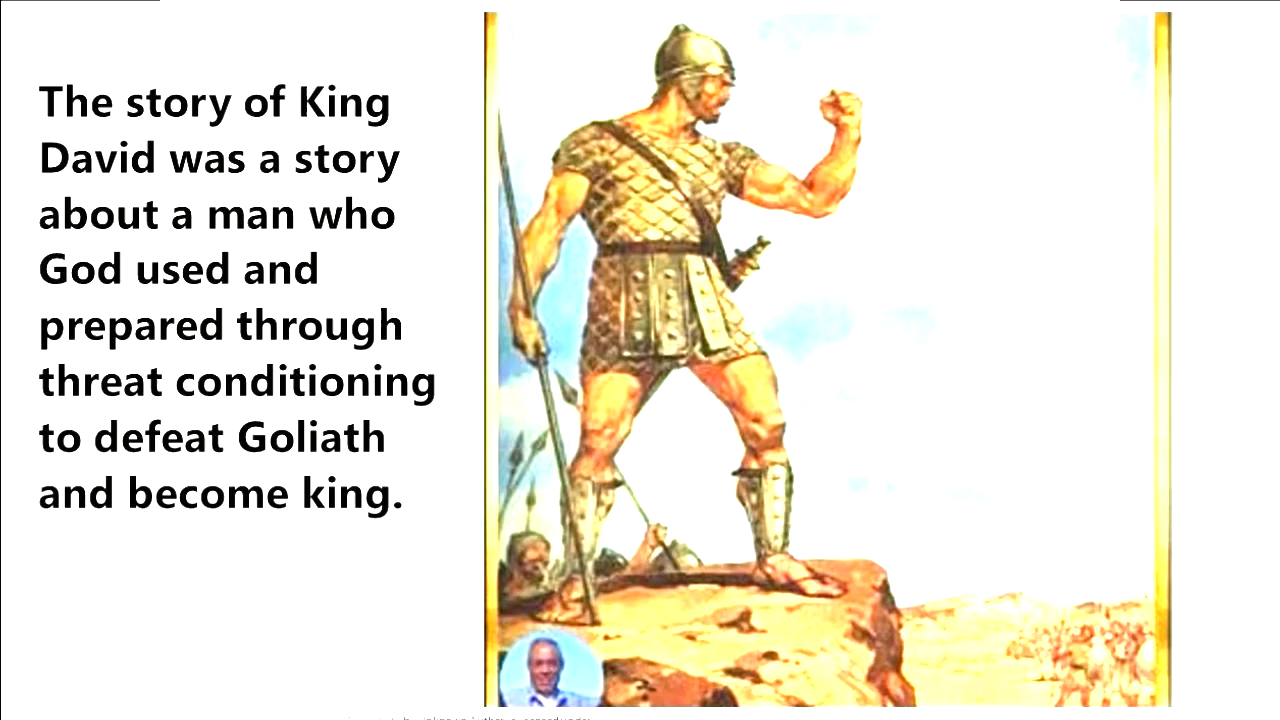 The story of King
David was a story
about a man who
God used and
prepared through
threat conditioning
to defeat Goliath
and become king.